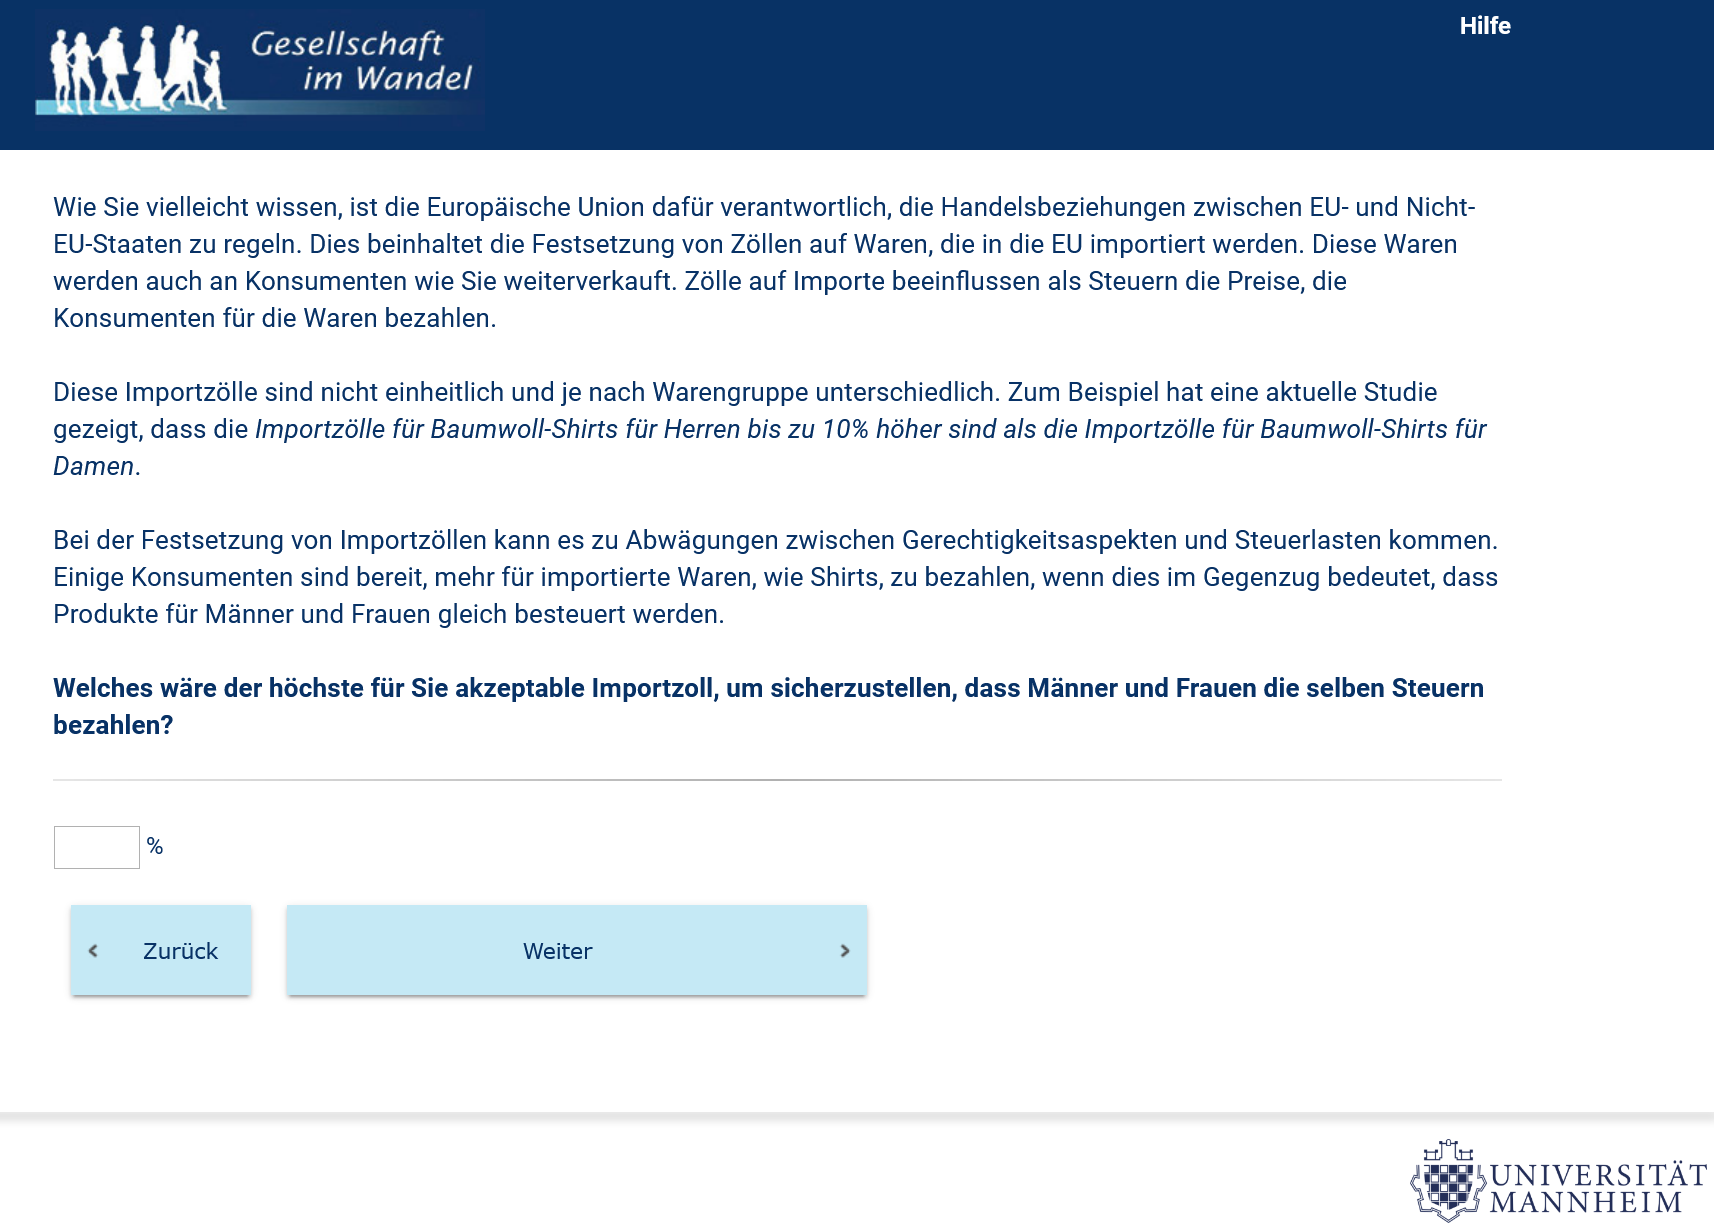 Gesellschaft
im Wandel
Hilfe
Wie Sie vielleicht wissen, ist die Europäische Union dafür verantwortlich, die Handelsbeziehungen zwischen EU- und Nicht-
EU-Staaten zu regeln. Dies beinhaltet die Festsetzung von Zöllen auf Waren, die in die EU importiert werden. Diese Waren
werden auch an Konsumenten wie Sie weiterverkauft. Zölle auf Importe beeinflussen als Steuern die Preise, die
Konsumenten für die Waren bezahlen.
Diese Importzölle sind nicht einheitlich und je nach Warengruppe unterschiedlich. Zum Beispiel hat eine aktuelle Studie
gezeigt, dass die Importzölle für Baumwoll-Shirts für Herren bis zu 10% höher sind als die Importzölle für Baumwoll-Shirts für
Damen.
Bei der Festsetzung von Importzöllen kann es zu Abwägungen zwischen Gerechtigkeitsaspekten und Steuerlasten kommen.
Einige Konsumenten sind bereit, mehr für importierte Waren, wie Shirts, zu bezahlen, wenn dies im Gegenzug bedeutet, dass
Produkte für Männer und Frauen gleich besteuert werden.
Welches wäre der höchste für Sie akzeptable Importzoll, um sicherzustellen, dass Männer und Frauen die selben Steuern
bezahlen?
%
Zurück
Weiter
UNIVERSITÄT
MANNHEIM